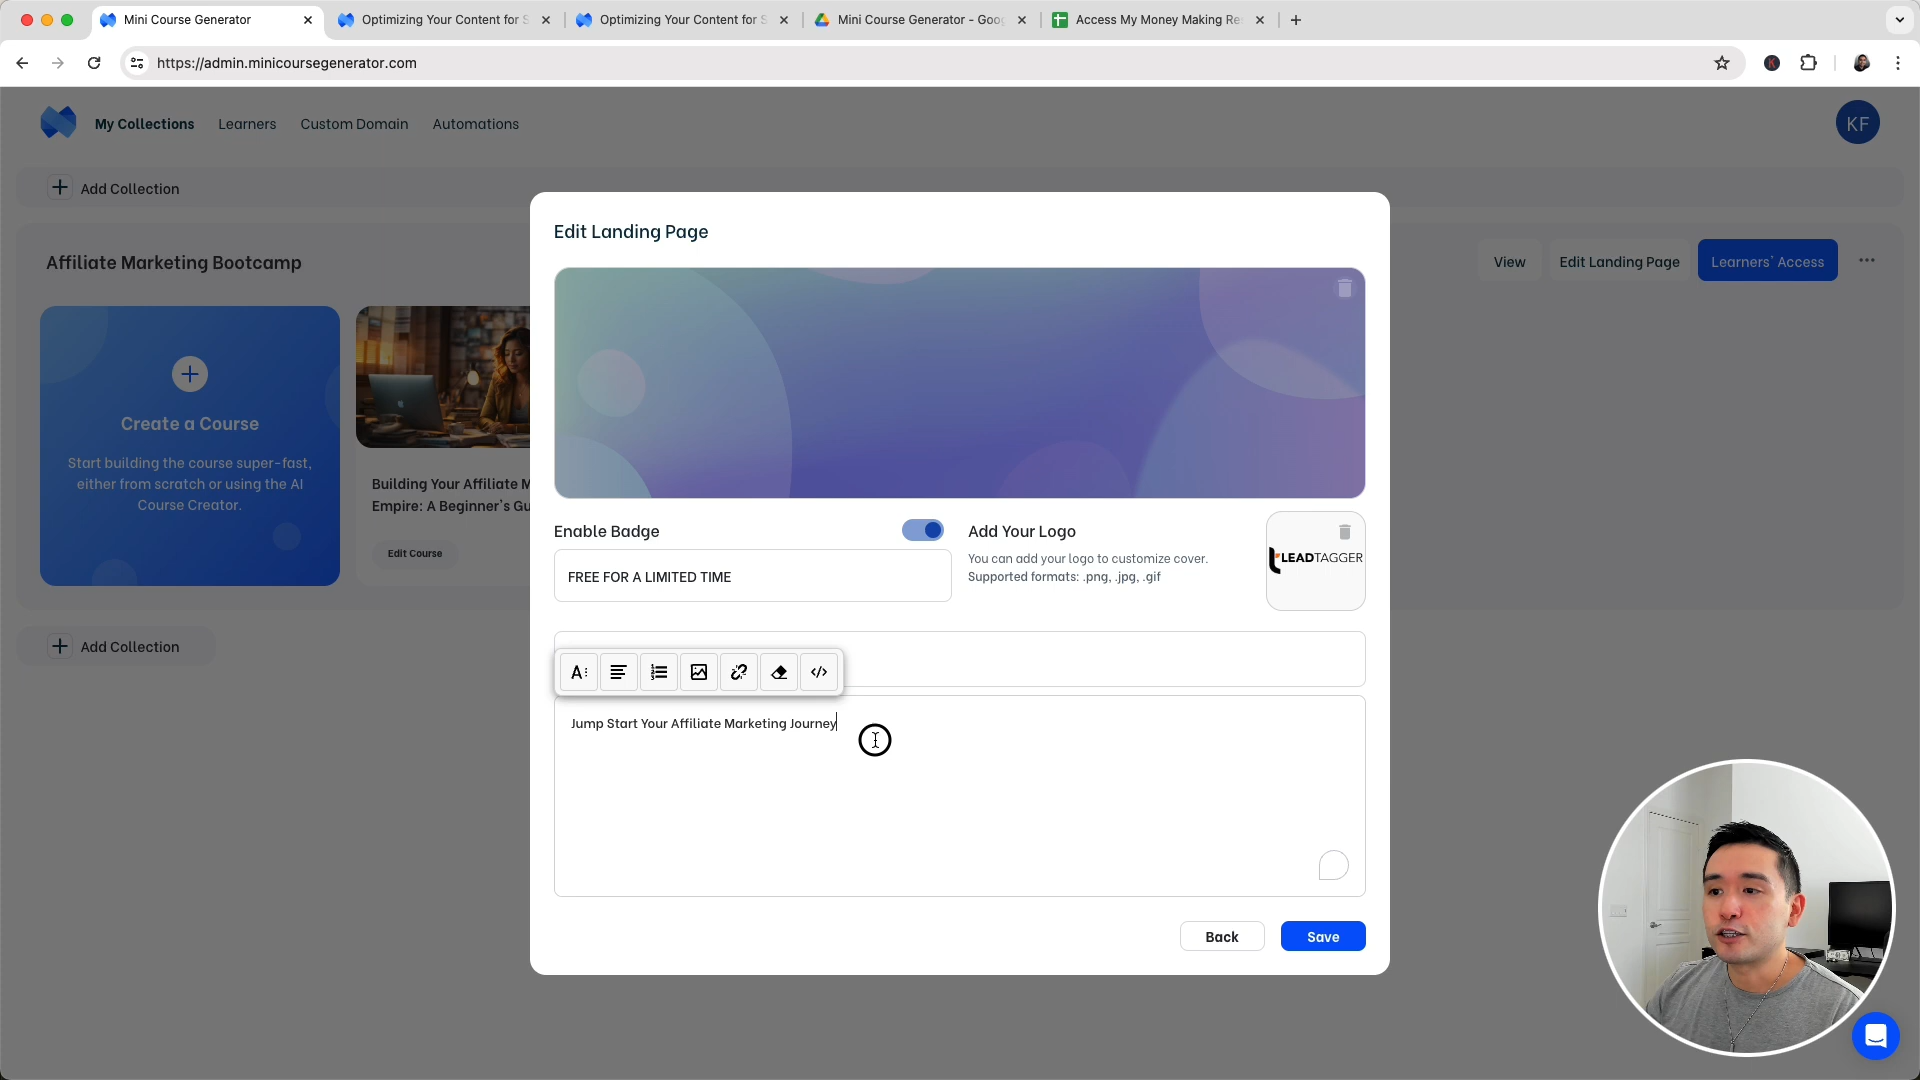 Mini Course Generator
Optimizing Your Content for S
Optimizing Your Content for S
Mini Course Generator - Goo
Access My Money Making Re
https://admin.minicoursegenerator.com
My Collections
Learners
Custom Domain
Automations
KF
Add Collection
Affiliate Marketing Bootcamp
View
Edit Landing Page
Learners' Access
Create a Course
Start building the course super-fast,
either from scratch or using the AI
Course Creator.
Building Your Affiliate M
Empire: A Beginner's Gu
Edit Course
Add Collection
Edit Landing Page
Enable Badge
FREE FOR A LIMITED TIME
Add Your Logo
You can add your logo to customize cover.
Supported formats: .png, .jpg, .gif
LEADTAGGER
Jump Start Your Affiliate Marketing Journey
Back
Save